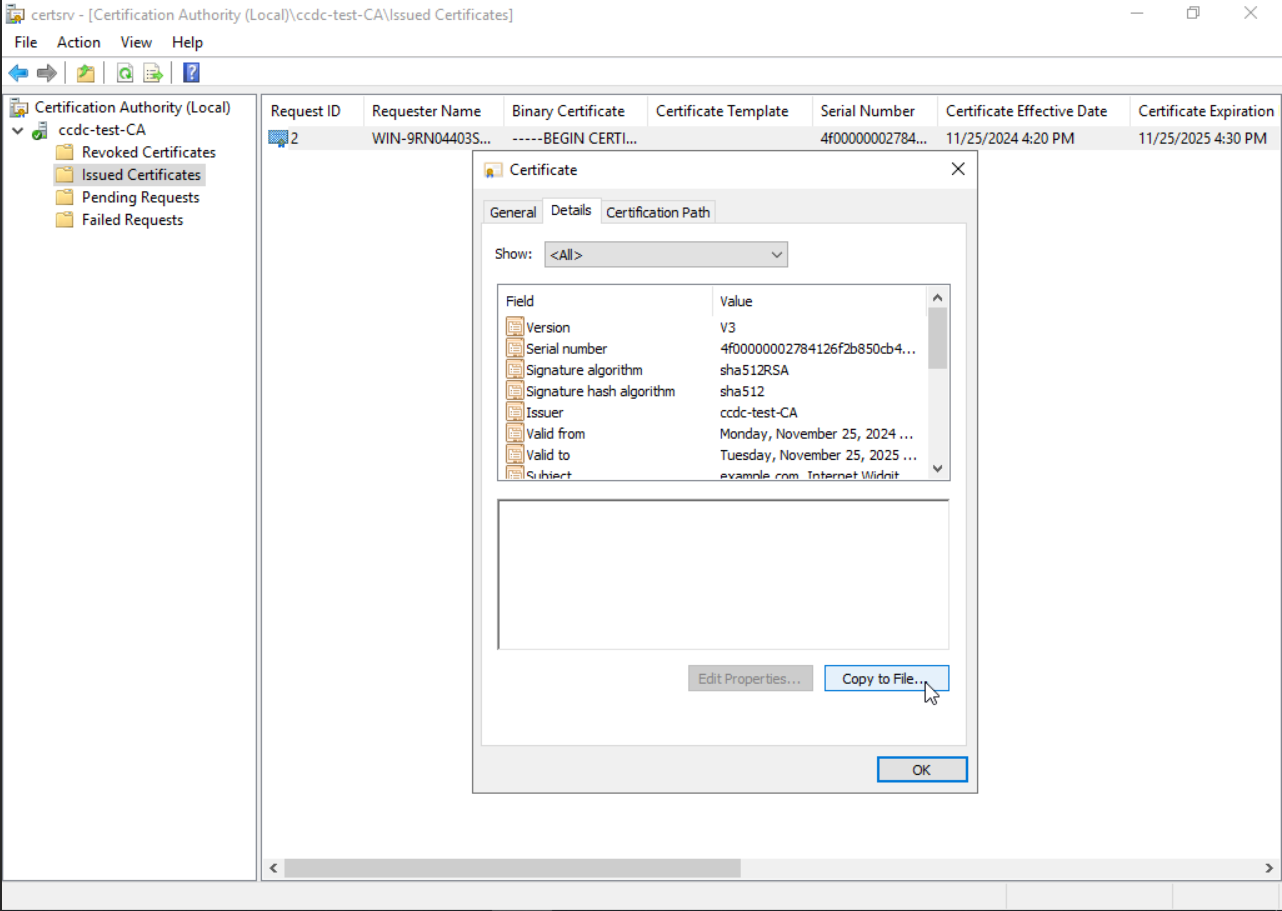 certsrv - [Certification Authority (Local)\ccdc-test-CA\Issued Certificates]
File Action View Help
Certification Authority (Local)
ccdc-test-CA
Revoked Certificates
Issued Certificates
Pending Requests
Failed Requests
Request ID Requester Name Binary Certificate Certificate Template Serial Number Certificate Effective Date Certificate Expiration
2 WIN-9RN04403S... -----BEGIN CERTI... 4f00000002784... 11/25/2024 4:20 PM 11/25/2025 4:30 PM
Certificate
General Details Certification Path
Show: <All>
Field Value
Version V3
Serial number 4f00000002784126f2b850cb4...
Signature algorithm sha512RSA
Signature hash algorithm sha512
Issuer ccdc-test-CA
Valid from Monday, November 25, 2024 ...
Valid to Tuesday, November 25, 2025 ...
Subject example.com, Internet Widgit
Edit Properties... Copy to File...
OK